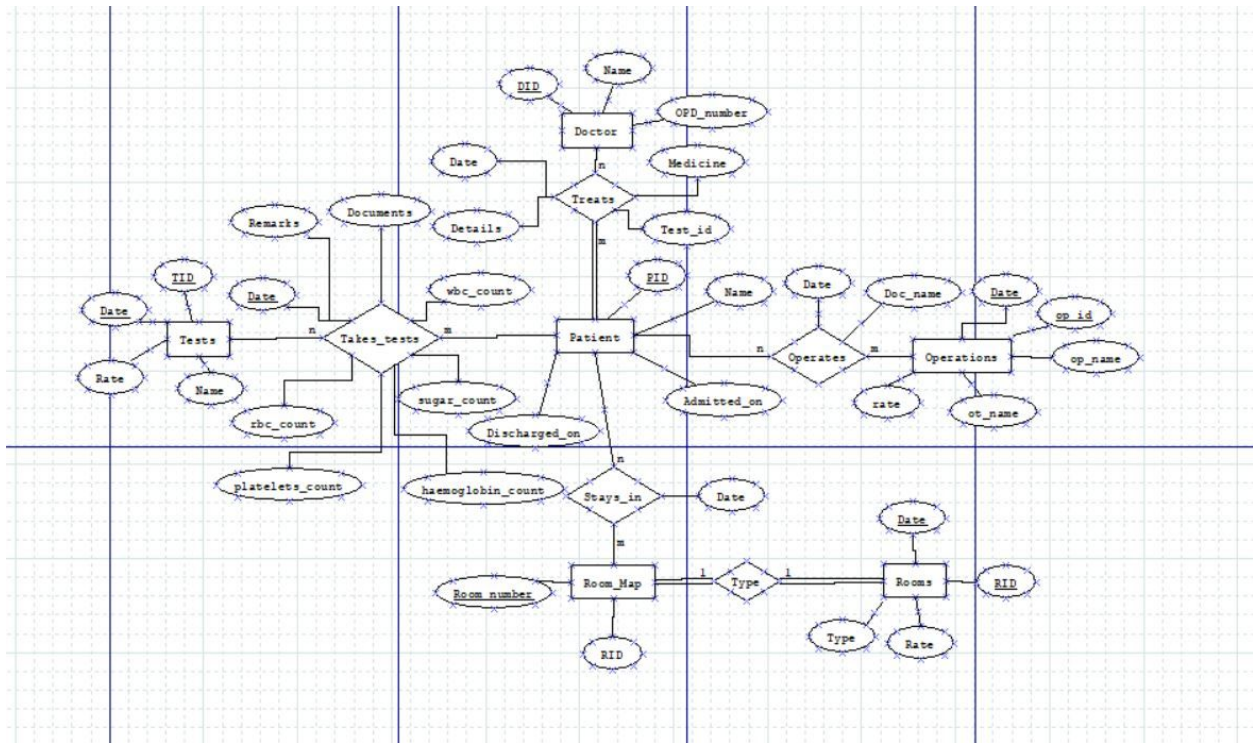 Name
DID
OPD_number
Doctor
Date
n
Medicine
Treats
Documents
Remarks
Details
Test_id
m
TID
PID
Date
wbc_count
Name
Date
Doc_name
Date
Date
op_id
Tests
n
Takes_tests
m
Patient
n
Operates
m
Operations
op_name
Rate
Name
sugar_count
Admitted_on
rate
ot_name
rbc_count
Discharged_on
n
platelets_count
haemoglobin_count
Stays_in
Date
Date
m
Room_number
Room_Map
1
Type
1
Rooms
RID
Type
Rate
RID